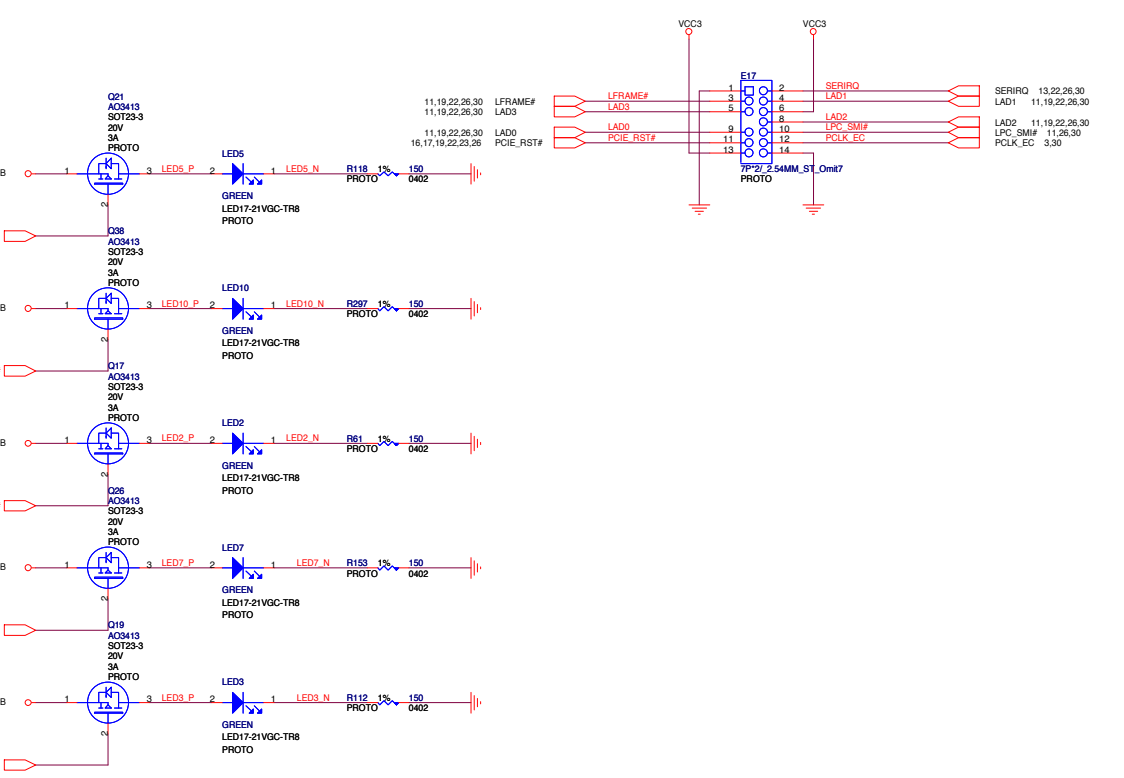 VCC3
VCC3
E17
1
2
SERIRQ
SERIRQ 13,22,26,30
11,19,22,26,30 LFRAME#
LFRAME#
3
4
LAD1
LAD1 11,19,22,26,30
11,19,22,26,30 LAD3
LAD3
5
6
8
LAD2
LAD2 11,19,22,26,30
11,19,22,26,30 LAD0
LAD0
9
10
LPC_SMI#
LPC_SMI# 11,26,30
16,17,19,22,23,26 PCIE_RST#
PCIE_RST#
11
12
PCLK_EC
PCLK_EC 3,30
13
14
7P*2/_2.54MM_ST_Omit7
PROTO
Q21
AO3413
SOT23-3
20V
3A
PROTO
B
1
3
LED5_P
2
LED5
1
LED5_N
R118
1%
150
PROTO
0402
GREEN
LED17-21VGC-TR8
PROTO
2
Q38
AO3413
SOT23-3
20V
3A
PROTO
B
1
3
LED10_P
2
LED10
1
LED10_N
R297
1%
150
PROTO
0402
GREEN
LED17-21VGC-TR8
PROTO
2
Q17
AO3413
SOT23-3
20V
3A
PROTO
B
1
3
LED2_P
2
LED2
1
LED2_N
R61
1%
150
PROTO
0402
GREEN
LED17-21VGC-TR8
PROTO
2
Q26
AO3413
SOT23-3
20V
3A
PROTO
B
1
3
LED7_P
2
LED7
1
LED7_N
R153
1%
150
PROTO
0402
GREEN
LED17-21VGC-TR8
PROTO
2
Q19
AO3413
SOT23-3
20V
3A
PROTO
B
1
3
LED3_P
2
LED3
1
LED3_N
R112
1%
150
PROTO
0402
GREEN
LED17-21VGC-TR8
PROTO
2